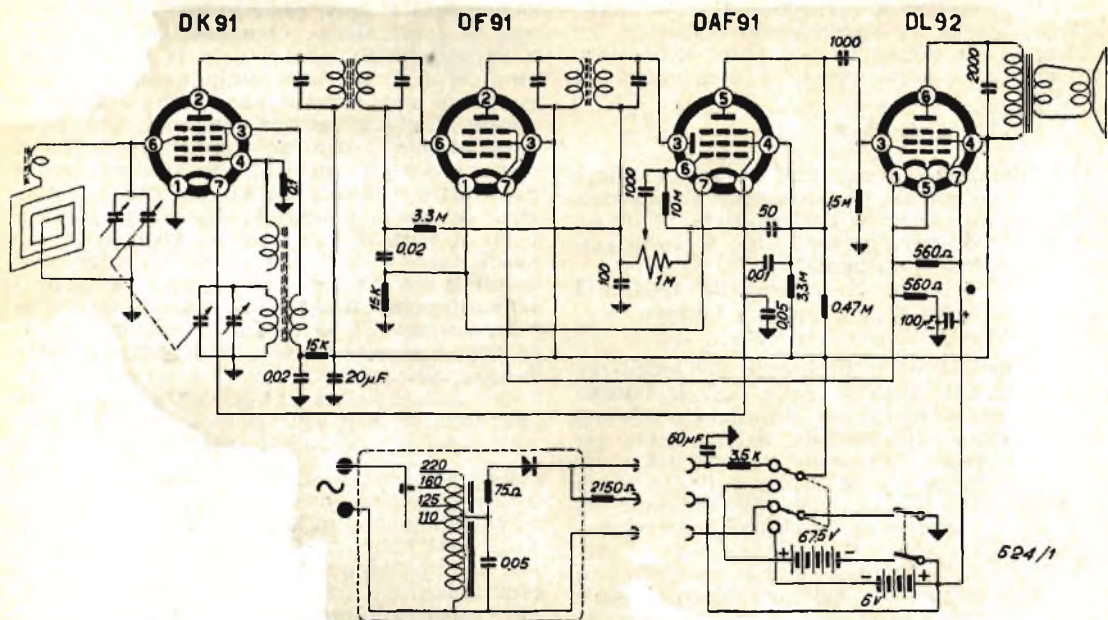 DK91 DF91 DAF91 DL92
1000
2000
2 2 5 6
6 3 4 1 7
6 3 1 7
3 6 4 7 1
3 4 1 5 7
0,1
3.3M
0,02
15K
1000
10M
1M
100
50
0,01
0,05
3,3M
0.47M
1,5M
560Ω
560Ω
100µF
+
15K
0,02
20µF
60µF
3,5K
220
160
125
110
75Ω
0,05
2150Ω
+ 67,5V -
- 6V +
624/1